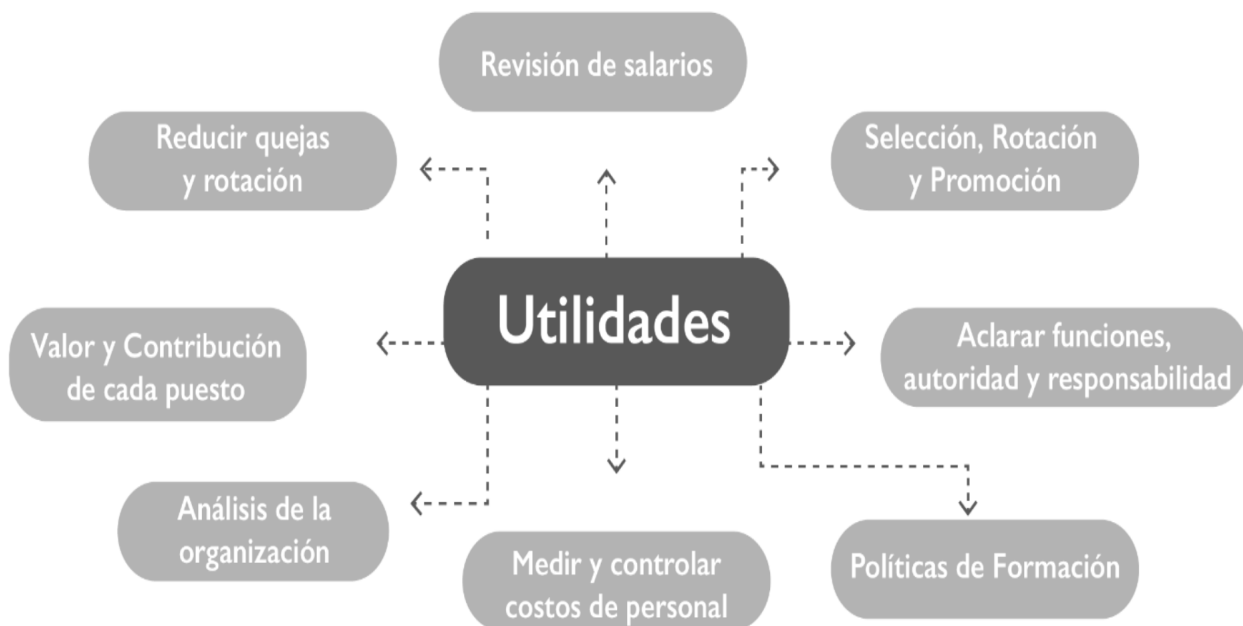 Revisión de salarios
Reducir quejas
y rotación
Selección, Rotación
y Promoción
Utilidades
Valor y Contribución
de cada puesto
Aclarar funciones,
autoridad y responsabilidad
Análisis de la
organización
Medir y controlar
costos de personal
Políticas de Formación